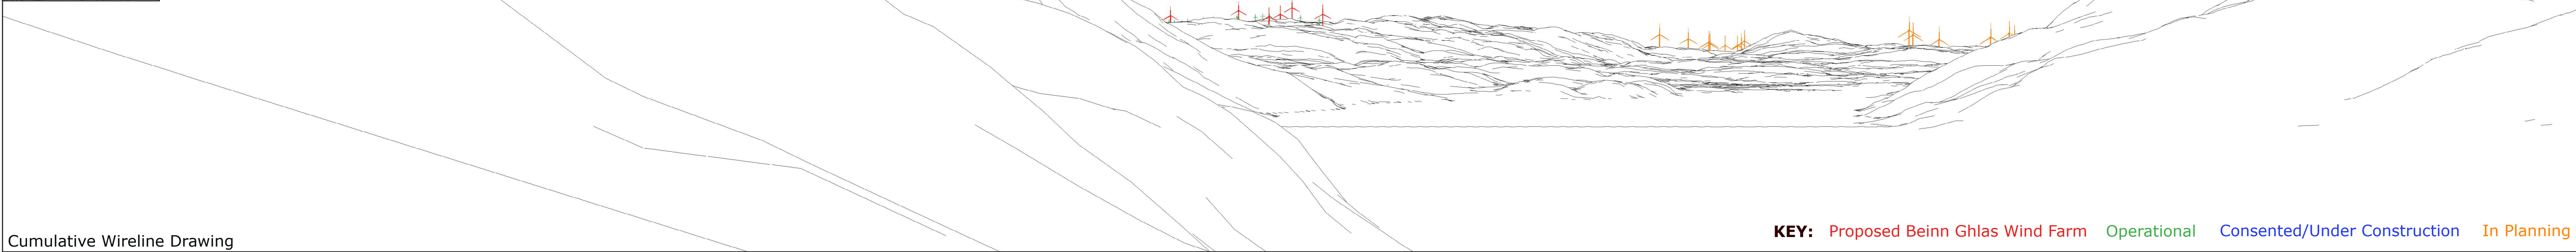 Cumulative Wireline Drawing
KEY: Proposed Beinn Ghlas Wind Farm Operational Consented/Under Construction In Planning